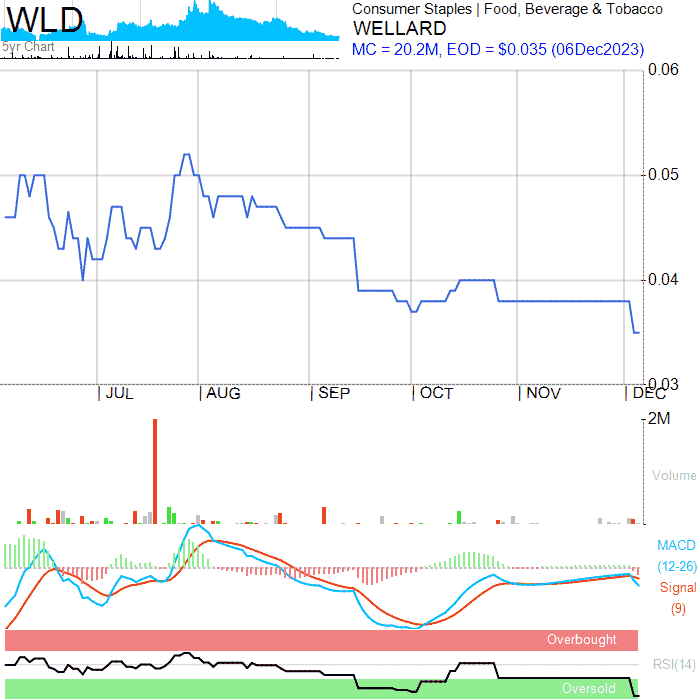 WLD
5yr Chart
Consumer Staples | Food, Beverage & Tobacco
WELLARD
MC = 20.2M, EOD = $0.035 (06Dec2023)
0.06
0.05
0.04
0.03
JUL AUG SEP OCT NOV DEC
2M
Volume
MACD
(12-26)
Signal
(9)
Overbought
RSI(14)
Oversold